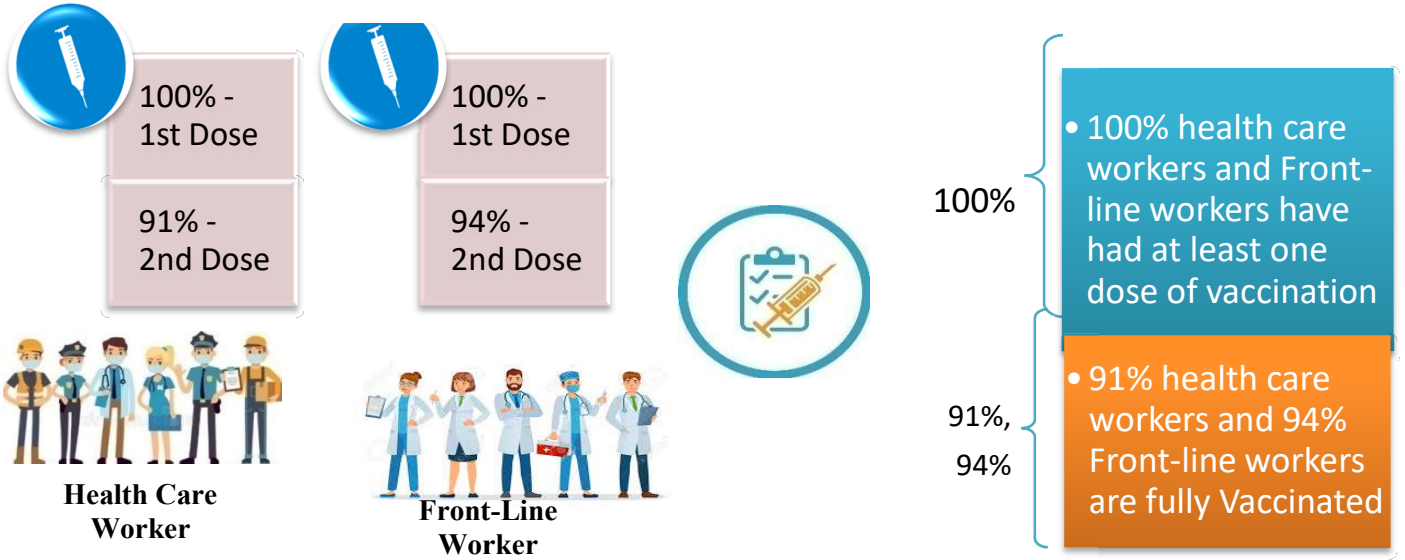 100% -
1st Dose
91% -
2nd Dose
Health Care
Worker
100% -
1st Dose
94% -
2nd Dose
Front-Line
Worker
100%
• 100% health care
workers and Front-
line workers have
had at least one
dose of vaccination
91%,
94%
• 91% health care
workers and 94%
Front-line workers
are fully Vaccinated